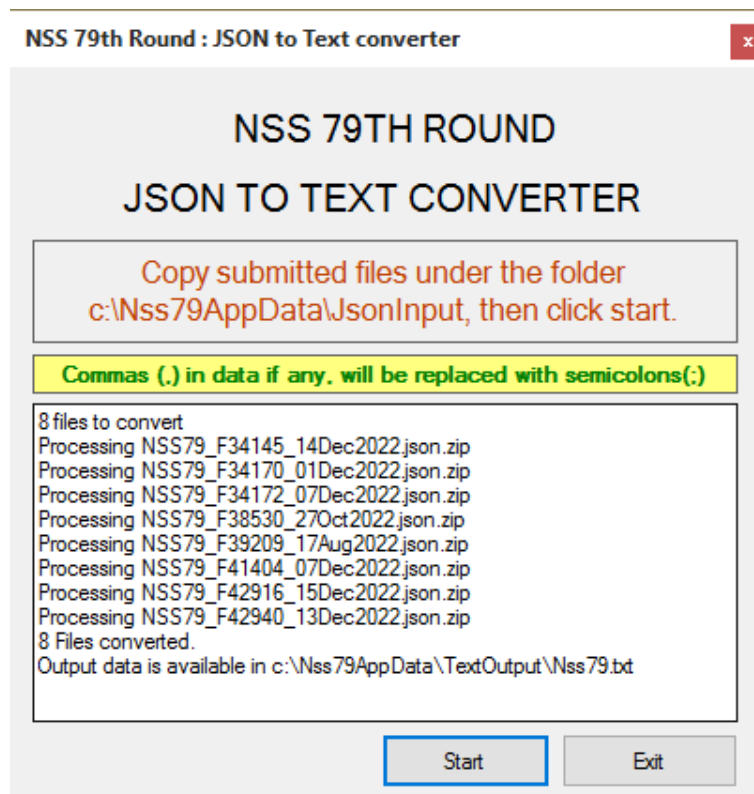 NSS 79th Round : JSON to Text converter
x
NSS 79TH ROUND
JSON TO TEXT CONVERTER
Copy submitted files under the folder
c:\Nss79AppData\JsonInput, then click start.
Commas (,) in data if any, will be replaced with semicolons(;)
8 files to convert
Processing NSS79_F34145_14Dec2022.json.zip
Processing NSS79_F34170_01Dec2022.json.zip
Processing NSS79_F34172_07Dec2022.json.zip
Processing NSS79_F38530_27Oct2022.json.zip
Processing NSS79_F39209_17Aug2022.json.zip
Processing NSS79_F41404_07Dec2022.json.zip
Processing NSS79_F42916_15Dec2022.json.zip
Processing NSS79_F42940_13Dec2022.json.zip
8 Files converted.
Output data is available in c:\Nss79AppData\TextOutput\Nss79.txt
Start
Exit